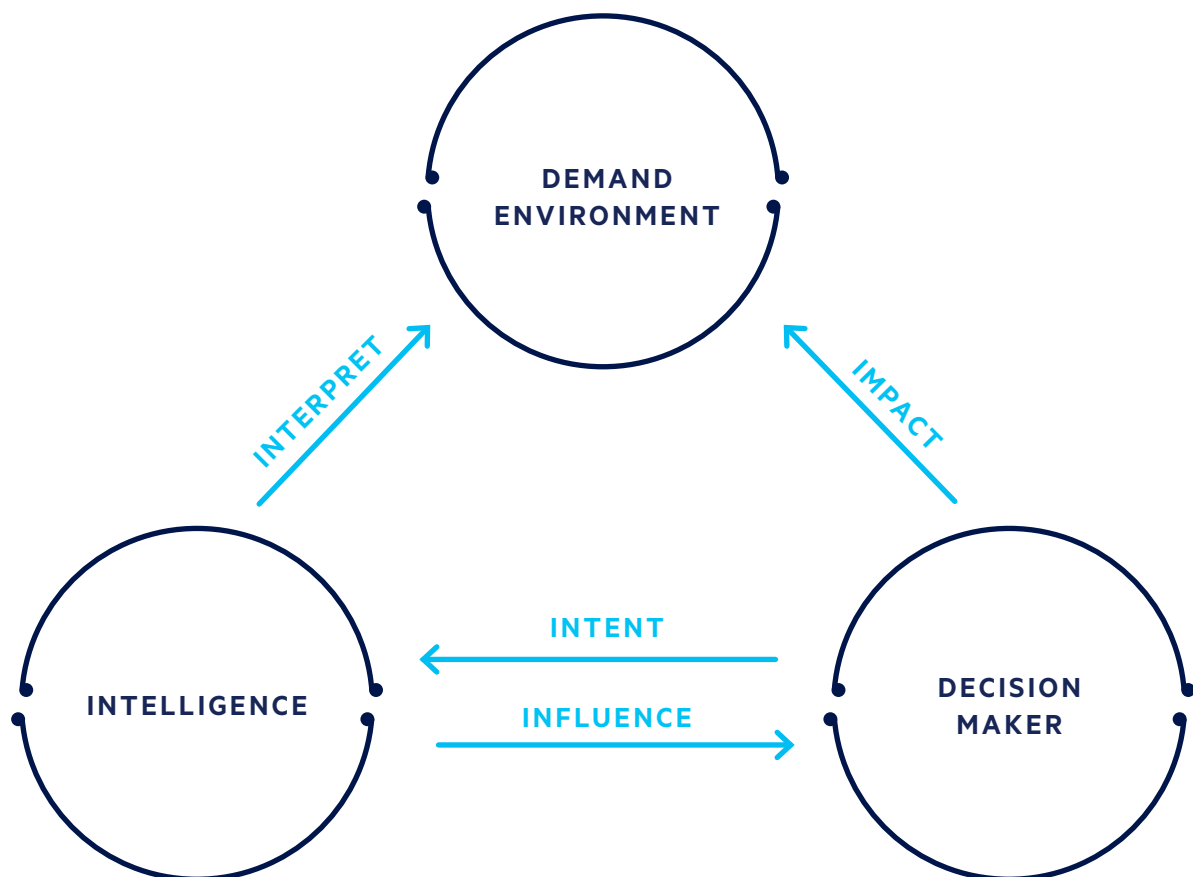 DEMAND
ENVIRONMENT
INTERPRET
IMPACT
INTENT
INTELLIGENCE
INFLUENCE
DECISION
MAKER